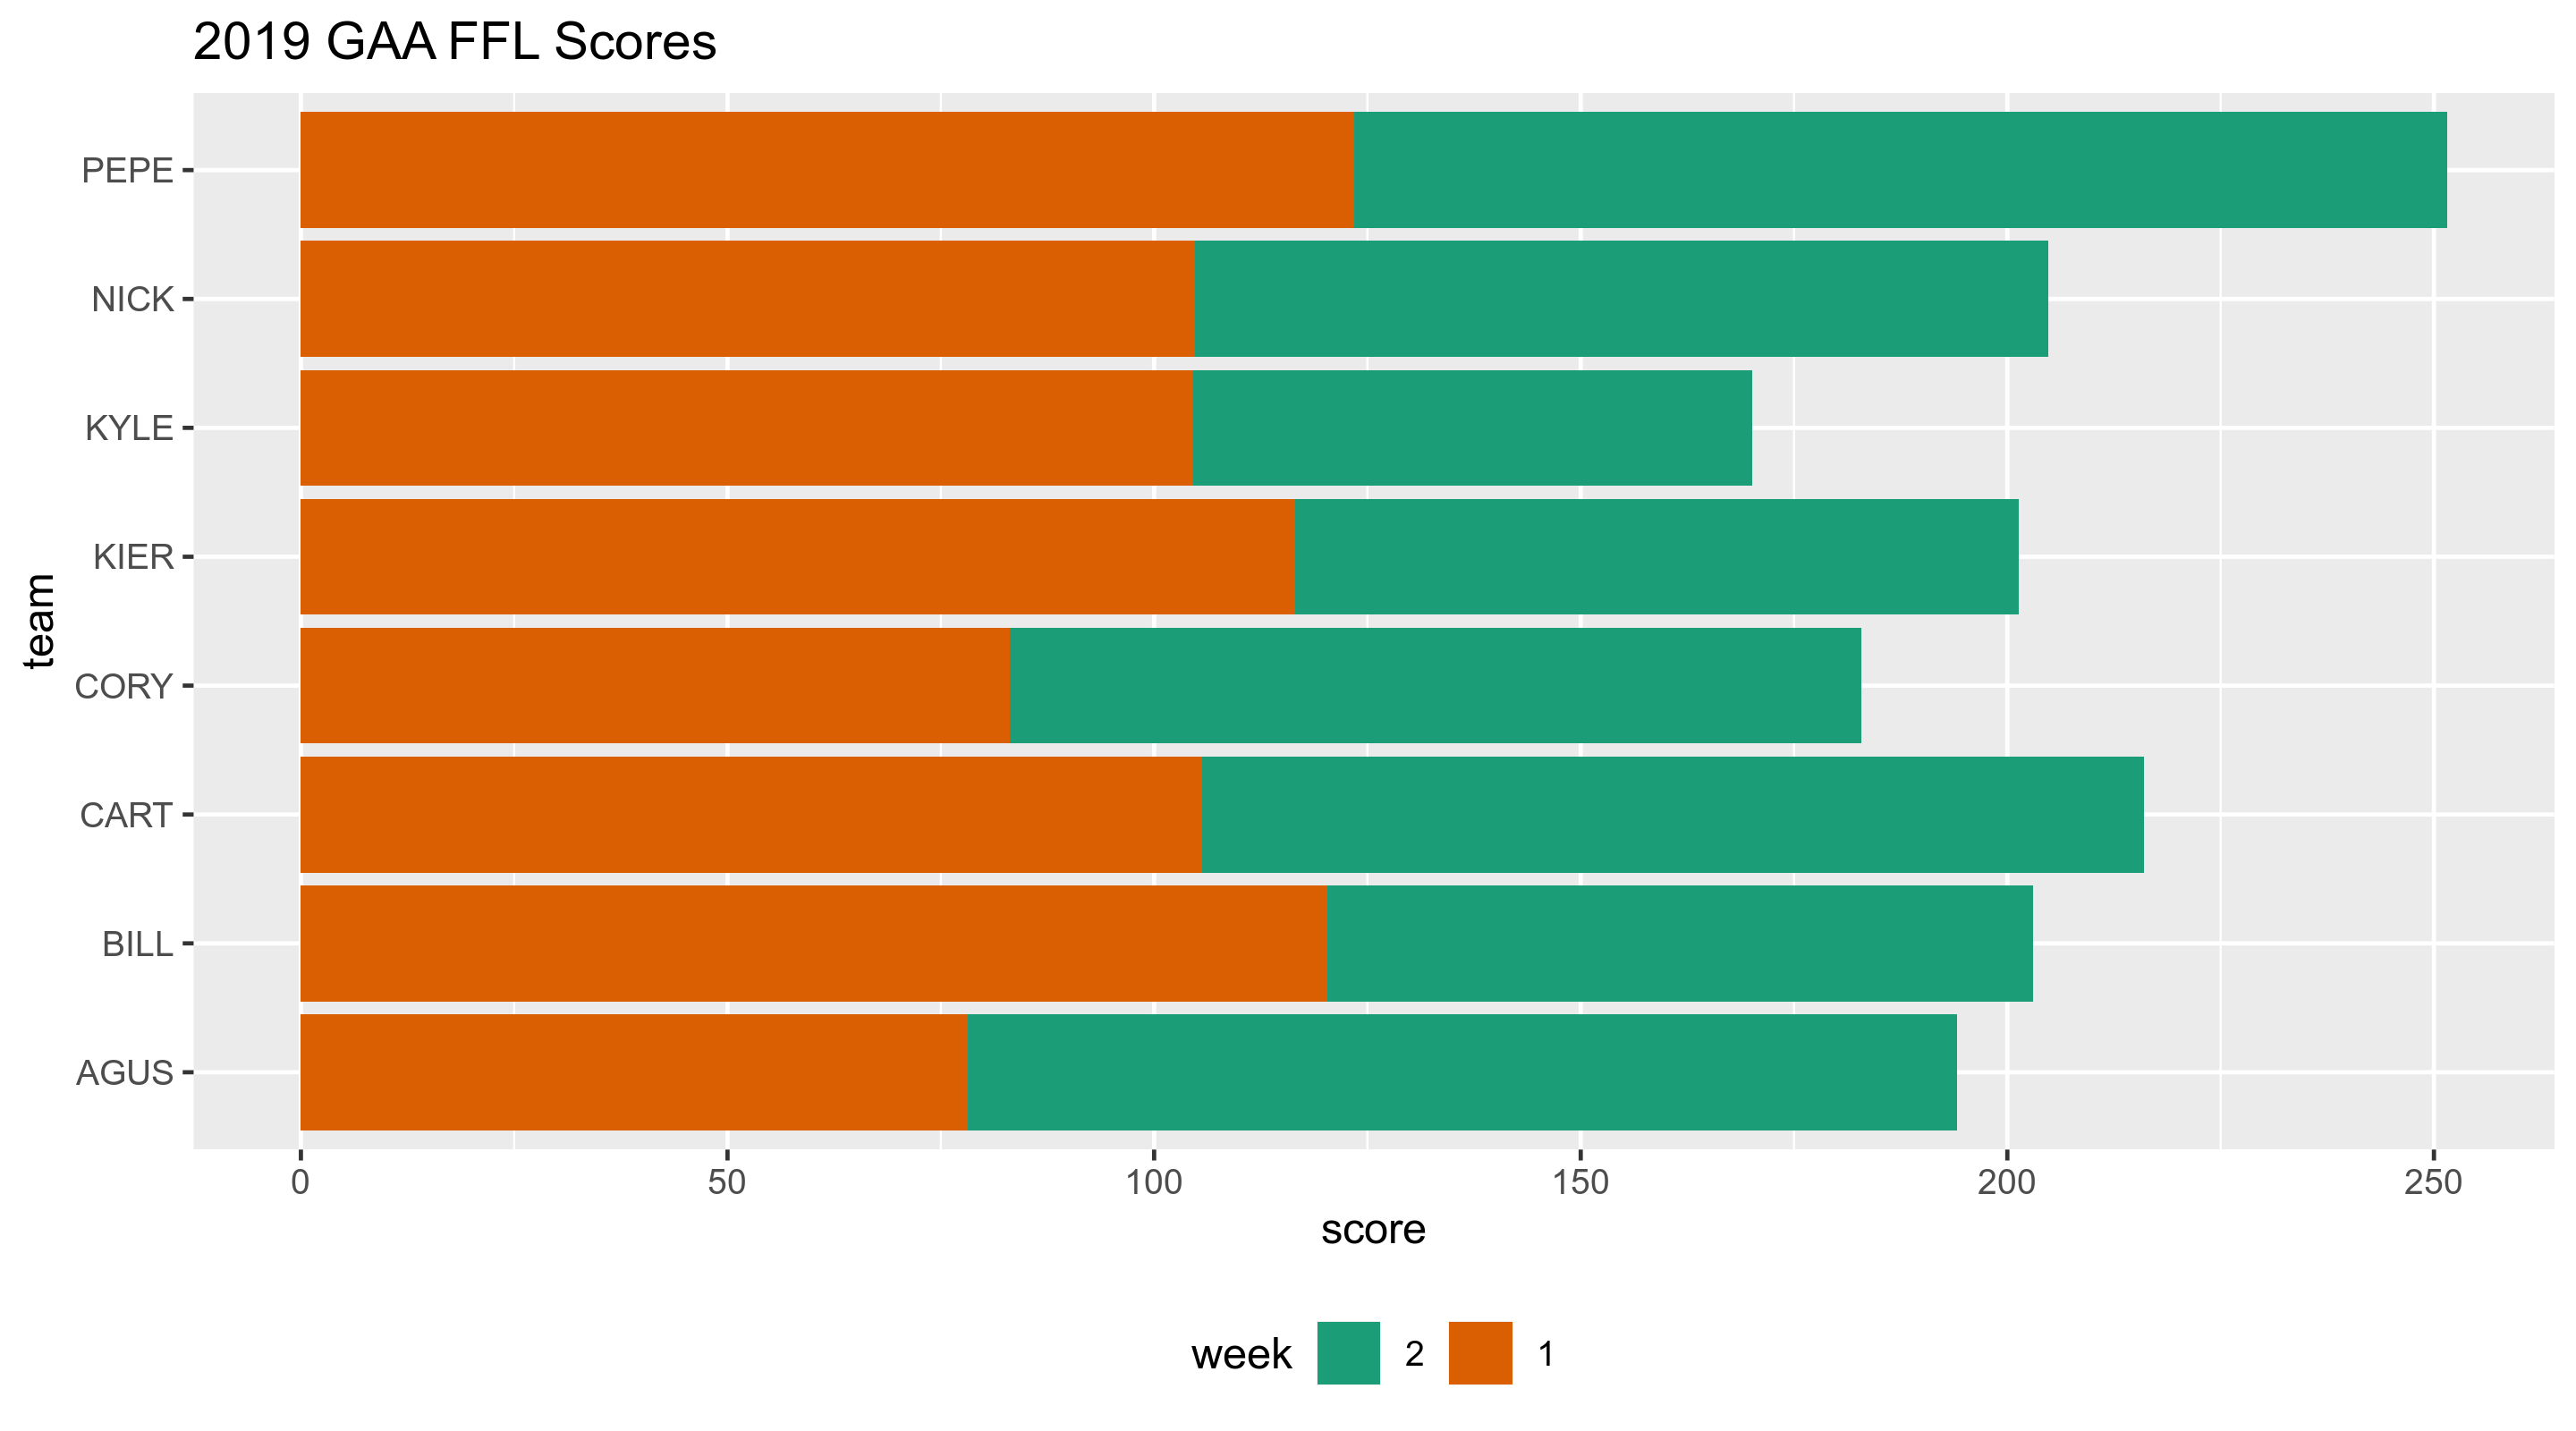 2019 GAA FFL Scores
PEPE
NICK
KYLE
KIER
CORY
CART
BILL
AGUS
team
0 50 100 150 200 250
score
week 2 1